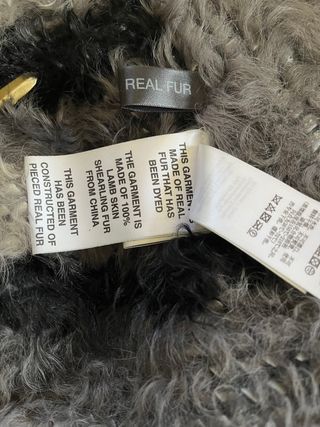 REAL FUR
THIS GARMENT
HAS BEEN
CONSTRUCTED OF
PIECED REAL FUR
THE GARMENT IS
MADE OF 100%
LAMB SKIN
SHEARLING FUR
FROM CHINA
THIS GARMENT IS
MADE OF REAL
FUR THAT HAS
BEEN DYED